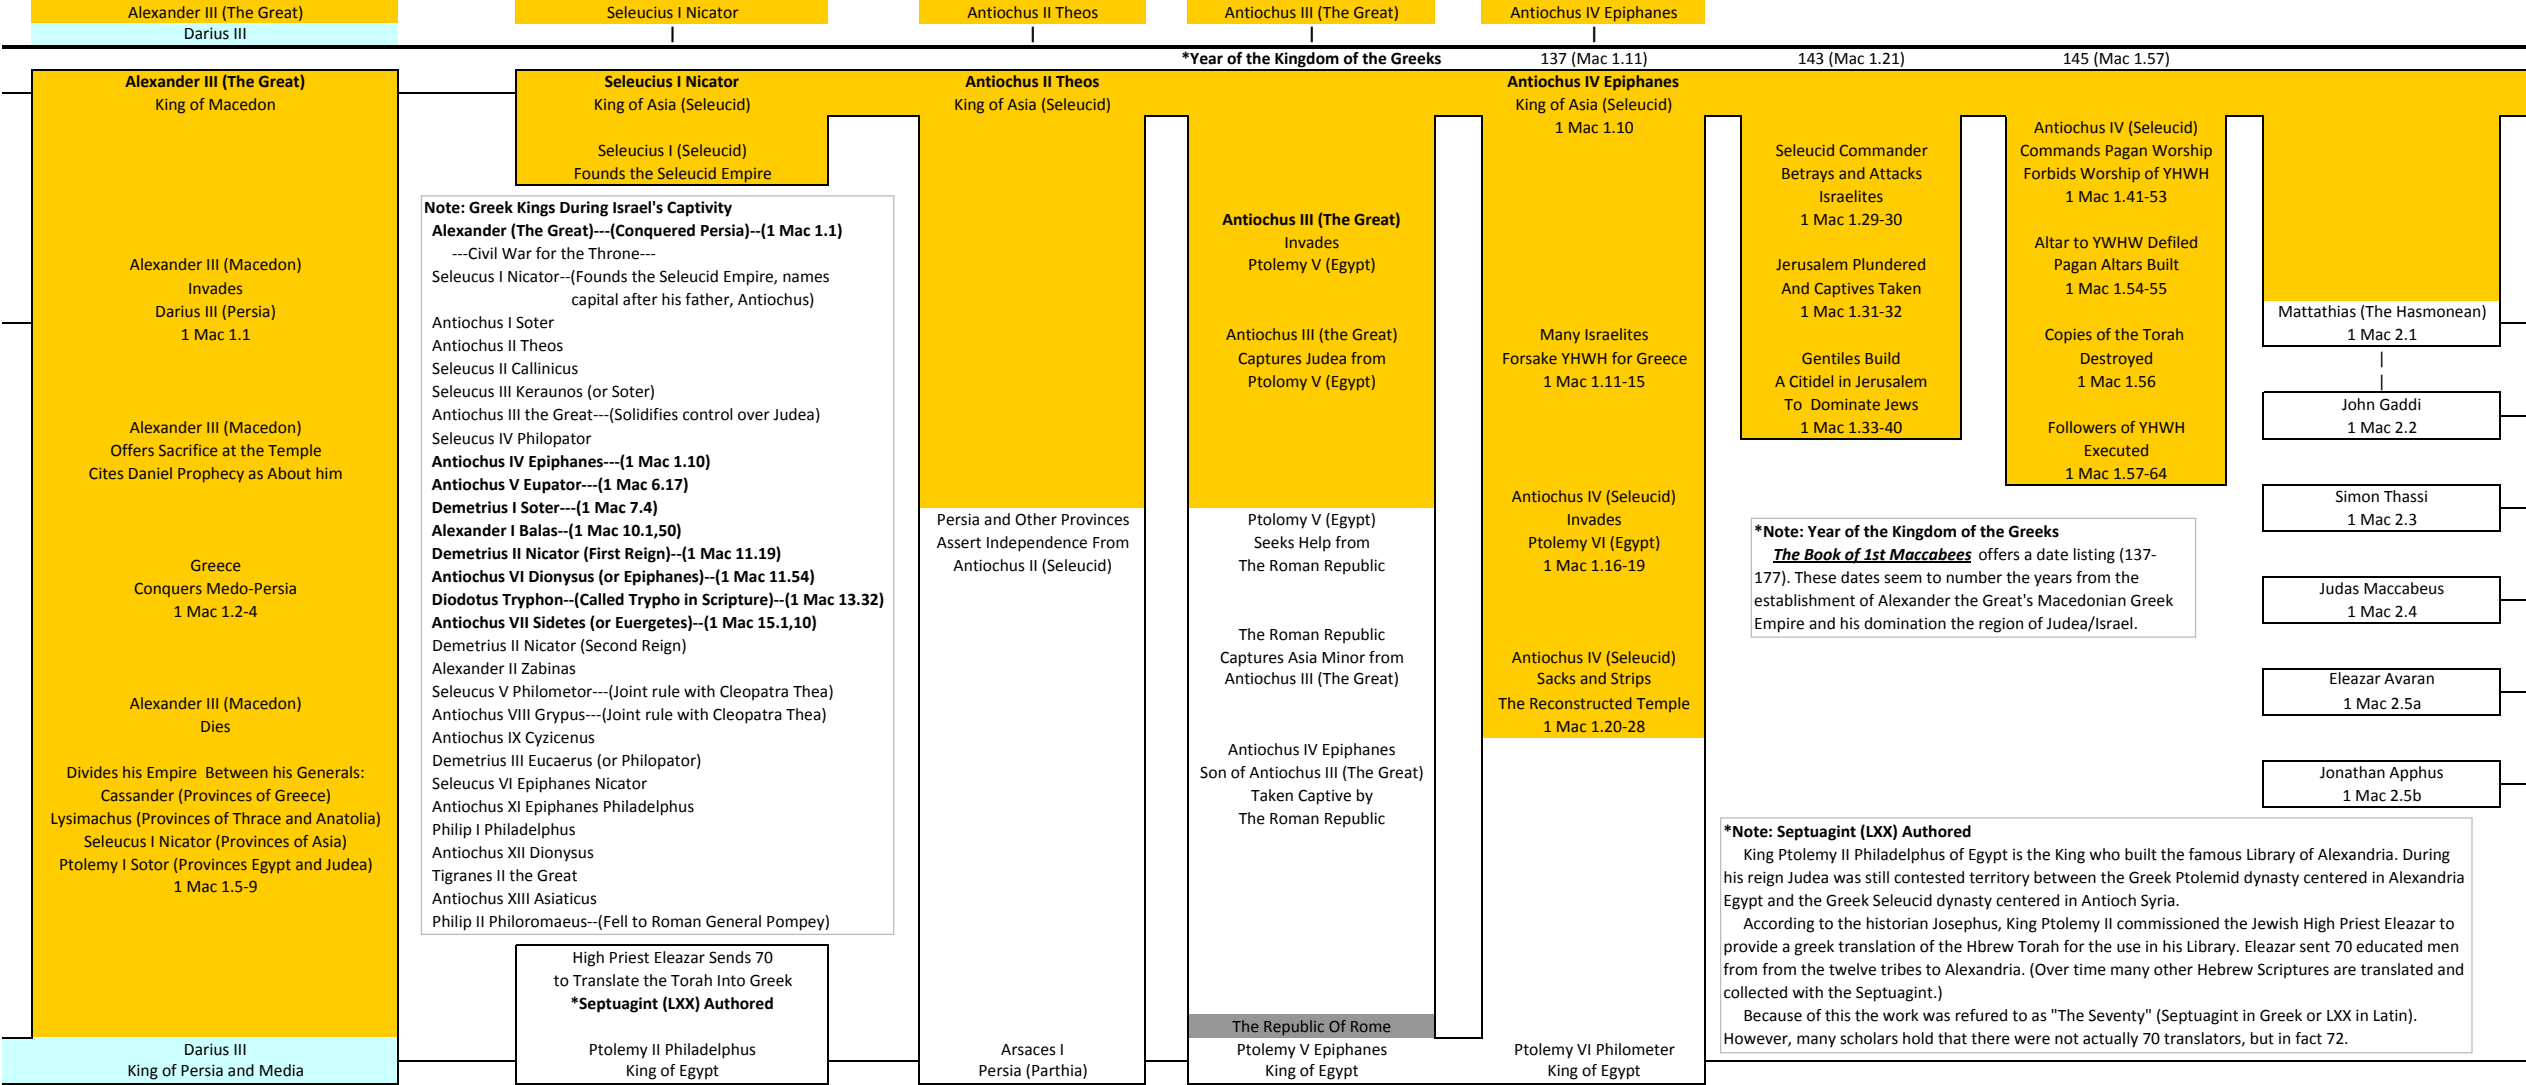 Alexander III (The Great)
Darius III
Seleucius I Nicator
Antiochus II Theos
Antiochus III (The Great)
Antiochus IV Epiphanes
*Year of the Kingdom of the Greeks
137 (Mac 1.11)
143 (Mac 1.21)
145 (Mac 1.57)
Alexander III (The Great)
King of Macedon
Alexander III (Macedon)
Invades
Darius III (Persia)
1 Mac 1.1
Alexander III (Macedon)
Offers Sacrifice at the Temple
Cites Daniel Prophecy as About him
Greece
Conquers Medo-Persia
1 Mac 1.2-4
Alexander III (Macedon)
Dies
Divides his Empire  Between his Generals:
Cassander (Provinces of Greece)
Lysimachus (Provinces of Thrace and Anatolia)
Seleucus I Nicator (Provinces of Asia)
Ptolemy I Sotor (Provinces Egypt and Judea)
1 Mac 1.5-9
Darius III
King of Persia and Media
Seleucius I Nicator
King of Asia (Seleucid)
Seleucius I (Seleucid)
Founds the Seleucid Empire
Note: Greek Kings During Israel's Captivity
Alexander (The Great)---(Conquered Persia)--(1 Mac 1.1)
---Civil War for the Throne---
Seleucus I Nicator--(Founds the Seleucid Empire, names
capital after his father, Antiochus)
Antiochus I Soter
Antiochus II Theos
Seleucus II Callinicus
Seleucus III Keraunos (or Soter)
Antiochus III the Great---(Solidifies control over Judea)
Seleucus IV Philopator
Antiochus IV Epiphanes---(1 Mac 1.10)
Antiochus V Eupator---(1 Mac 6.17)
Demetrius I Soter---(1 Mac 7.4)
Alexander I Balas--(1 Mac 10.1,50)
Demetrius II Nicator (First Reign)--(1 Mac 11.19)
Antiochus VI Dionysus (or Epiphanes)--(1 Mac 11.54)
Diodotus Tryphon--(Called Trypho in Scripture)--(1 Mac 13.32)
Antiochus VII Sidetes (or Euergetes)--(1 Mac 15.1,10)
Demetrius II Nicator (Second Reign)
Alexander II Zabinas
Seleucus V Philometor---(Joint rule with Cleopatra Thea)
Antiochus VIII Grypus---(Joint rule with Cleopatra Thea)
Antiochus IX Cyzicenus
Demetrius III Eucaerus (or Philopator)
Seleucus VI Epiphanes Nicator
Antiochus XI Epiphanes Philadelphus
Philip I Philadelphus
Antiochus XII Dionysus
Tigranes II the Great
Antiochus XIII Asiaticus
Philip II Philoromaeus--(Fell to Roman General Pompey)
High Priest Eleazar Sends 70
to Translate the Torah Into Greek
*Septuagint (LXX) Authored
Ptolemy II Philadelphus
King of Egypt
Antiochus II Theos
King of Asia (Seleucid)
Persia and Other Provinces
Assert Independence From
Antiochus II (Seleucid)
Arsaces I
Persia (Parthia)
Antiochus III (The Great)
Invades
Ptolemy V (Egypt)
Antiochus III (the Great)
Captures Judea from
Ptolomy V (Egypt)
Ptolomy V (Egypt)
Seeks Help from
The Roman Republic
The Roman Republic
Captures Asia Minor from
Antiochus III (The Great)
Antiochus IV Epiphanes
Son of Antiochus III (The Great)
Taken Captive by
The Roman Republic
The Republic Of Rome
Ptolemy V Epiphanes
King of Egypt
Antiochus IV Epiphanes
King of Asia (Seleucid)
1 Mac 1.10
Many Israelites
Forsake YHWH for Greece
1 Mac 1.11-15
Antiochus IV (Seleucid)
Invades
Ptolemy VI (Egypt)
1 Mac 1.16-19
Antiochus IV (Seleucid)
Sacks and Strips
The Reconstructed Temple
1 Mac 1.20-28
Ptolemy VI Philometer
King of Egypt
Seleucid Commander
Betrays and Attacks
Israelites
1 Mac 1.29-30
Jerusalem Plundered
And Captives Taken
1 Mac 1.31-32
Gentiles Build
A Citidel in Jerusalem
To  Dominate Jews
1 Mac 1.33-40
Antiochus IV (Seleucid)
Commands Pagan Worship
Forbids Worship of YHWH
1 Mac 1.41-53
Altar to YWHW Defiled
Pagan Altars Built
1 Mac 1.54-55
Copies of the Torah
Destroyed
1 Mac 1.56
Followers of YHWH
Executed
1 Mac 1.57-64
*Note: Year of the Kingdom of the Greeks
The Book of 1st Maccabees  offers a date listing (137-
177). These dates seem to number the years from the
establishment of Alexander the Great's Macedonian Greek
Empire and his domination the region of Judea/Israel.
Mattathias (The Hasmonean)
1 Mac 2.1
John Gaddi
1 Mac 2.2
Simon Thassi
1 Mac 2.3
Judas Maccabeus
1 Mac 2.4
Eleazar Avaran
1 Mac 2.5a
Jonathan Apphus
1 Mac 2.5b
*Note: Septuagint (LXX) Authored
King Ptolemy II Philadelphus of Egypt is the King who built the famous Library of Alexandria. During
his reign Judea was still contested territory between the Greek Ptolemid dynasty centered in Alexandria
Egypt and the Greek Seleucid dynasty centered in Antioch Syria.
According to the historian Josephus, King Ptolemy II commissioned the Jewish High Priest Eleazar to
provide a greek translation of the Hbrew Torah for the use in his Library. Eleazar sent 70 educated men
from from the twelve tribes to Alexandria. (Over time many other Hebrew Scriptures are translated and
collected with the Septuagint.)
Because of this the work was refured to as "The Seventy" (Septuagint in Greek or LXX in Latin).
However, many scholars hold that there were not actually 70 translators, but in fact 72.